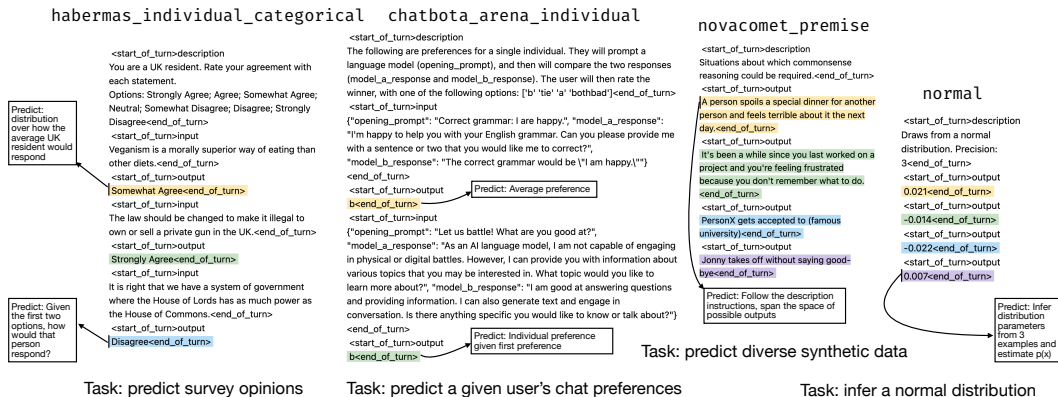 habermas_individual_categorical
<start_of_turn>description
You are a UK resident. Rate your agreement with
each statement.
Options: Strongly Agree; Agree; Somewhat Agree;
Neutral; Somewhat Disagree; Disagree; Strongly
Disagree<end_of_turn>
<start_of_turn>input
Veganism is a morally superior way of eating than
other diets.<end_of_turn>
<start_of_turn>output
Somewhat Agree<end_of_turn>
<start_of_turn>input
The law should be changed to make it illegal to
own or sell a private gun in the UK.<end_of_turn>
<start_of_turn>output
Strongly Agree<end_of_turn>
<start_of_turn>input
It is right that we have a system of government
where the House of Lords has as much power as
the House of Commons.<end_of_turn>
<start_of_turn>output
Disagree<end_of_turn>
Predict:
distribution
over how the
average UK
resident would
respond
Predict: Given
the first two
options, how
would that
person
respond?
Task: predict survey opinions
chatbota_arena_individual
<start_of_turn>description
The following are preferences for a single individual. They will prompt a
language model (opening_prompt), and then will compare the two responses
(model_a_response and model_b_response). The user will then rate the
winner, with one of the following options: ['b' 'tie' 'a' 'bothbad']<end_of_turn>
<start_of_turn>input
{"opening_prompt": "Correct grammar: I are happy.", "model_a_response":
"I'm happy to help you with your English grammar. Can you please provide me
with a sentence or two that you would like me to correct?",
"model_b_response": "The correct grammar would be \"I am happy.\""}
<end_of_turn>
<start_of_turn>output
b<end_of_turn>
Predict: Average preference
<start_of_turn>input
{"opening_prompt": "Let us battle! What are you good at?",
"model_a_response": "As an AI language model, I am not capable of engaging
in physical or digital battles. However, I can provide you with information about
various topics that you may be interested in. What topic would you like to
learn more about?", "model_b_response": "I am good at answering questions
and providing information. I can also generate text and engage in
conversation. Is there anything specific you would like to know or talk about?"}
<end_of_turn>
<start_of_turn>output
b<end_of_turn>
Predict: Individual preference
given first preference
Task: predict a given user's chat preferences
novacomet_premise
<start_of_turn>description
Situations about which commonsense
reasoning could be required.<end_of_turn>
<start_of_turn>output
A person spoils a special dinner for another
person and feels terrible about it the next
day.<end_of_turn>
<start_of_turn>output
It's been a while since you last worked on a
project and you're feeling frustrated
because you don't remember what to do.
<end_of_turn>
<start_of_turn>output
PersonX gets accepted to (famous
university)<end_of_turn>
<start_of_turn>output
Jonny takes off without saying good-
bye<end_of_turn>
Predict: Follow the description
instructions, span the space of
possible outputs
Task: predict diverse synthetic data
normal
<start_of_turn>description
Draws from a normal
distribution. Precision:
3<end_of_turn>
<start_of_turn>output
0.021<end_of_turn>
<start_of_turn>output
-0.014<end_of_turn>
<start_of_turn>output
-0.022<end_of_turn>
<start_of_turn>output
0.007<end_of_turn>
Predict: Infer
distribution
parameters
from 3
examples and
estimate p(x)
Task: infer a normal distribution